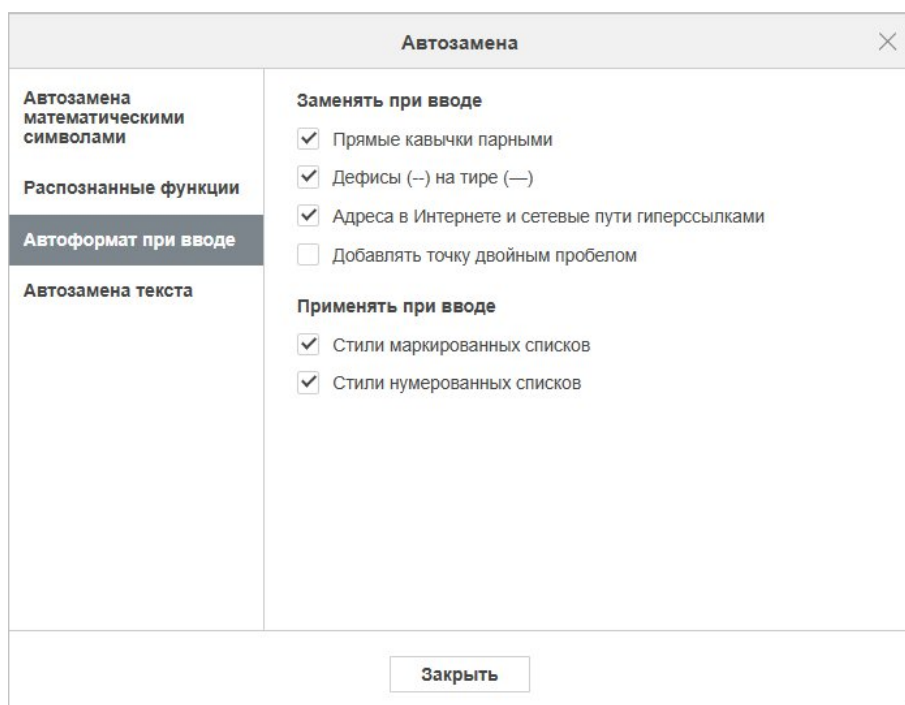 Автозамена
Автозамена
математическими
символами
Распознанные функции
Автоформат при вводе
Автозамена текста
Заменять при вводе
Прямые кавычки парными
Дефисы (--) на тире (—)
Адреса в Интернете и сетевые пути гиперссылками
Добавлять точку двойным пробелом
Применять при вводе
Стили маркированных списков
Стили нумерованных списков
Закрыть